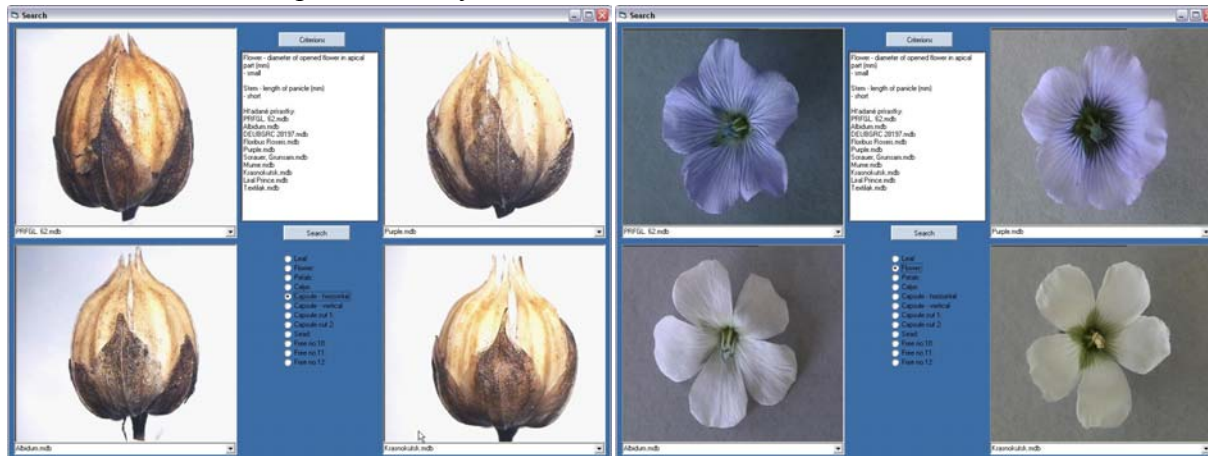 Search
Criterions
Flower - diameter of opened flower in apical
part (mm)
- small
Stem - length of panicle (mm)
- short
Hľadané prírastky:
PRFGL 62.mdb
Albidum.mdb
DEUBGRC 28197.mdb
Floribus Roseis.mdb
Purple.mdb
Sorauer, Grunsam.mdb
Mume.mdb
Krasnokutsk.mdb
Liral Prince.mdb
Textilak.mdb
PRFGL 62.mdb
Purple.mdb
Search
Leaf
Flower
Petals
Calyx
Capsule - horisontal
Capsule - vertical
Capsule cut 1
Capsule cut 2
Seed
Free no.10
Free no.11
Free no.12
Albidum.mdb
Krasnokutsk.mdb
Search
Criterions
Flower - diameter of opened flower in apical
part (mm)
- small
Stem - length of panicle (mm)
- short
Hľadané prírastky:
PRFGL 62.mdb
Albidum.mdb
DEUBGRC 28197.mdb
Floribus Roseis.mdb
Purple.mdb
Sorauer, Grunsam.mdb
Mume.mdb
Krasnokutsk.mdb
Liral Prince.mdb
Textilak.mdb
PRFGL 62.mdb
Purple.mdb
Search
Leaf
Flower
Petals
Calyx
Capsule - horisontal
Capsule - vertical
Capsule cut 1
Capsule cut 2
Seed
Free no.10
Free no.11
Free no.12
Albidum.mdb
Krasnokutsk.mdb